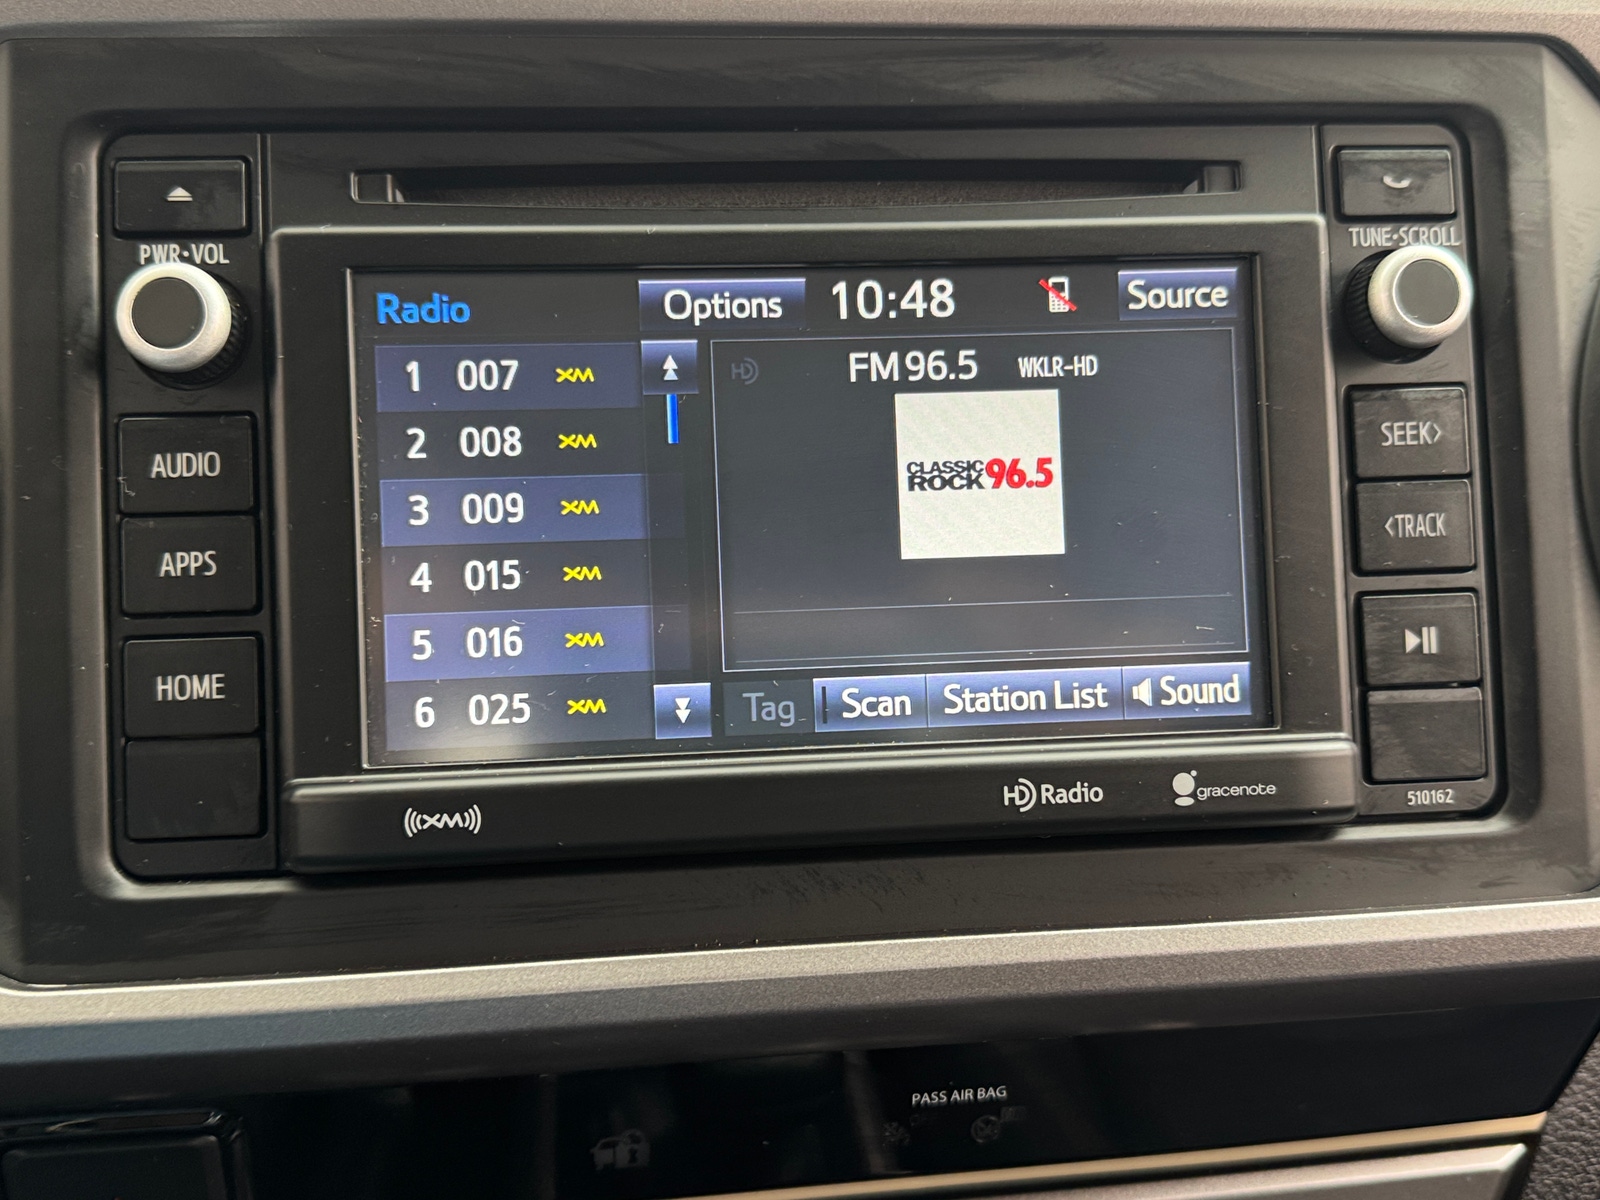 PWR•VOL
TUNE•SCROLL
Radio
Options
10:48
Source
1 007 XM
2 008 XM
3 009 XM
4 015 XM
5 016 XM
6 025 XM
HD
FM 96.5 WKLR-HD
CLASSIC
ROCK 96.5
Tag
Scan
Station List
Sound
AUDIO
APPS
HOME
SEEK>
<TRACK
((XM))
HD Radio
gracenote
510162
PASS AIR BAG